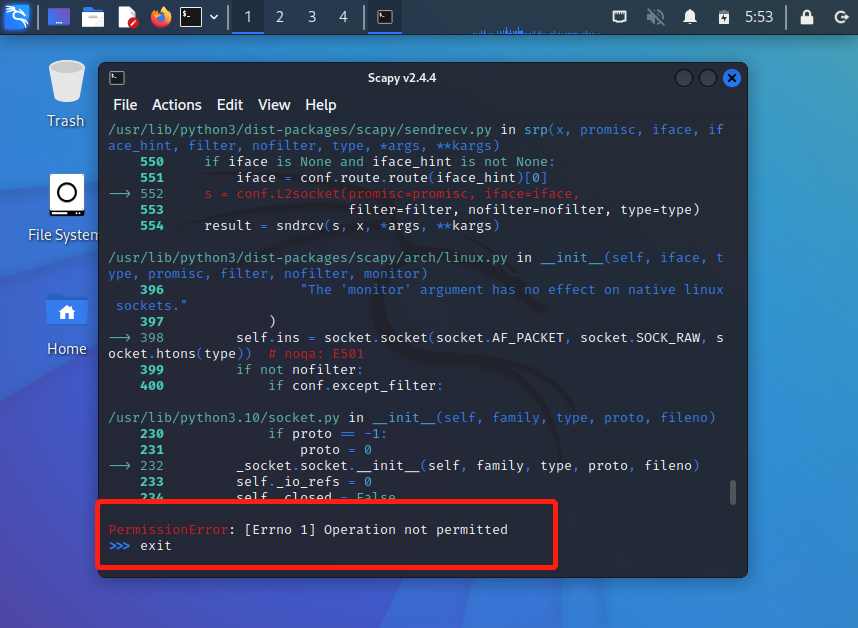 1 2 3 4 5:53
Scapy v2.4.4
File Actions Edit View Help
Trash
File System
Home
/usr/lib/python3/dist-packages/scapy/sendrecv.py in srp(x, promisc, iface, if
ace_hint, filter, nofilter, type, *args, **kargs)
550 if iface is None and iface_hint is not None:
551 iface = conf.route.route(iface_hint)[0]
——> 552 s = conf.L2socket(promisc=promisc, iface=iface,
553 filter=filter, nofilter=nofilter, type=type)
554 result = sndrcv(s, x, *args, **kargs)
/usr/lib/python3/dist-packages/scapy/arch/linux.py in __init__(self, iface, t
ype, promisc, filter, nofilter, monitor)
396 "The 'monitor' argument has no effect on native linux
sockets."
397 )
——> 398 self.ins = socket.socket(socket.AF_PACKET, socket.SOCK_RAW, s
ocket.htons(type)) # noqa: E501
399 if not nofilter:
400 if conf.except_filter:
/usr/lib/python3.10/socket.py in __init__(self, family, type, proto, fileno)
230 if proto == -1:
231 proto = 0
——> 232 _socket.socket.__init__(self, family, type, proto, fileno)
233 self._io_refs = 0
234 self._closed = False
PermissionError: [Errno 1] Operation not permitted
>>> exit